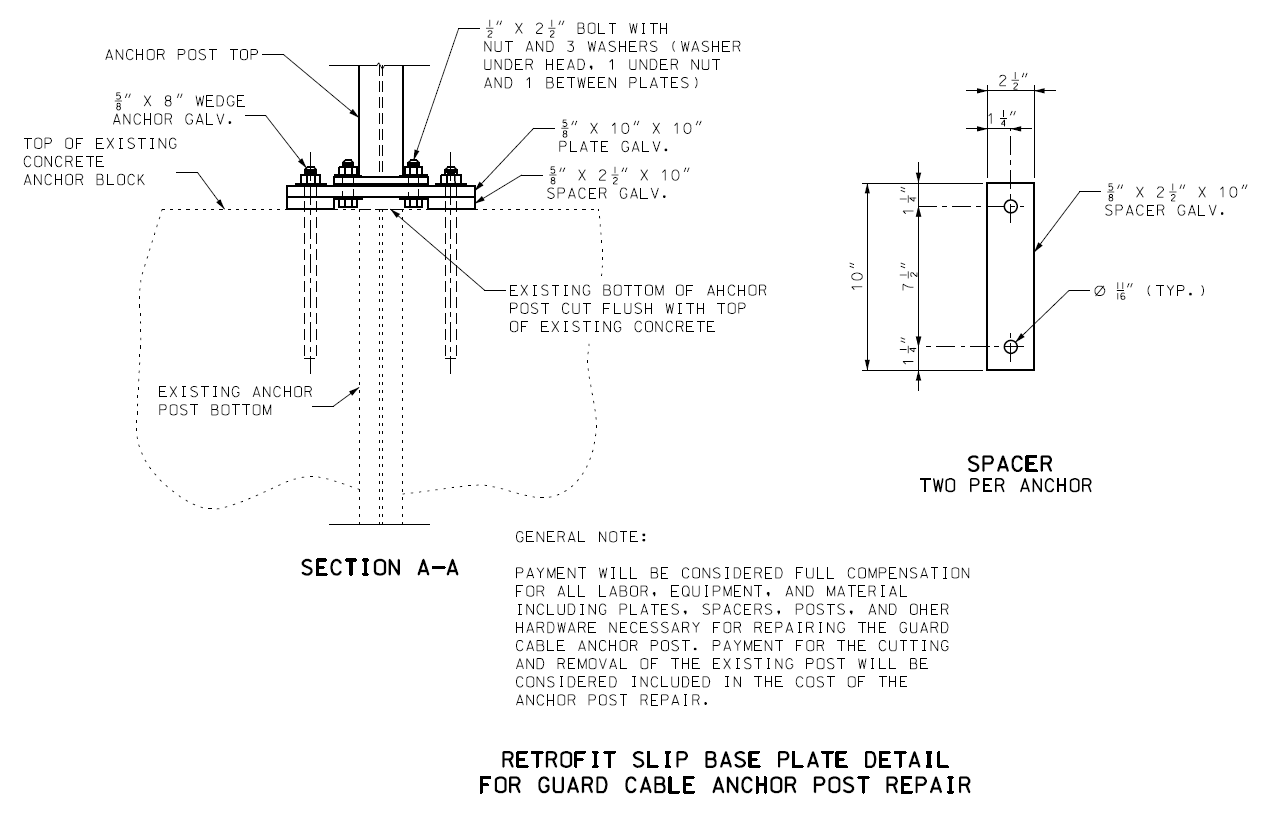 ANCHOR POST TOP
1/2" X 2 1/2" BOLT WITH
NUT AND 3 WASHERS (WASHER
UNDER HEAD, 1 UNDER NUT
AND 1 BETWEEN PLATES)
5/8" X 8" WEDGE
ANCHOR GALV.
TOP OF EXISTING
CONCRETE
ANCHOR BLOCK
5/8" X 10" X 10"
PLATE GALV.
5/8" X 2 1/2" X 10"
SPACER GALV.
EXISTING BOTTOM OF AHCHOR
POST CUT FLUSH WITH TOP
OF EXISTING CONCRETE
EXISTING ANCHOR
POST BOTTOM
SECTION A-A
2 1/2"
1 1/4"
1 1/4"
10"
7 1/2"
1 1/4"
5/8" X 2 1/2" X 10"
SPACER GALV.
Ø 11/16" (TYP.)
SPACER
TWO PER ANCHOR
GENERAL NOTE:
PAYMENT WILL BE CONSIDERED FULL COMPENSATION
FOR ALL LABOR, EQUIPMENT, AND MATERIAL
INCLUDING PLATES, SPACERS, POSTS, AND OHER
HARDWARE NECESSARY FOR REPAIRING THE GUARD
CABLE ANCHOR POST. PAYMENT FOR THE CUTTING
AND REMOVAL OF THE EXISTING POST WILL BE
CONSIDERED INCLUDED IN THE COST OF THE
ANCHOR POST REPAIR.
RETROFIT SLIP BASE PLATE DETAIL
FOR GUARD CABLE ANCHOR POST REPAIR